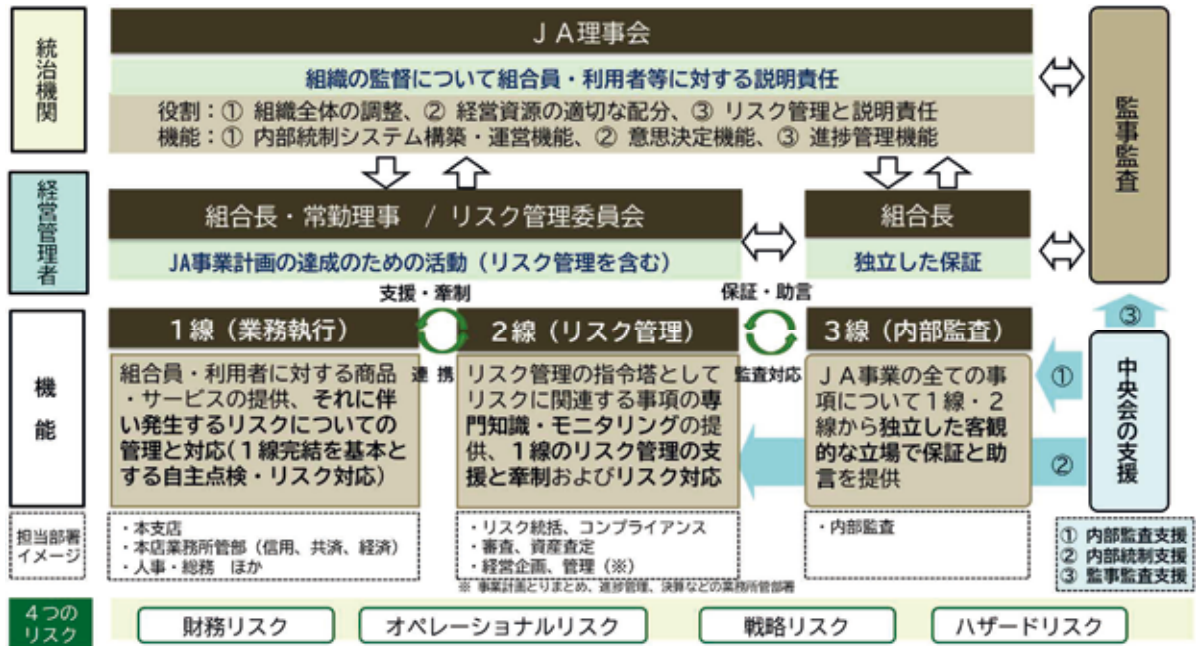 統治機関
ＪＡ理事会
組織の監督について組合員・利用者等に対する説明責任
役割：① 組織全体の調整、② 経営資源の適切な配分、③ リスク管理と説明責任
機能：① 内部統制システム構築・運営機能、② 意思決定機能、③ 進捗管理機能
監事監査
経営管理者
組合長・常勤理事 / リスク管理委員会
JA事業計画の達成のための活動（リスク管理を含む）
組合長
独立した保証
支援・牽制
保証・助言
機能
１線（業務執行）
組合員・利用者に対する商品
・サービスの提供、それに伴
い発生するリスクについての
管理と対応（１線完結を基本と
する自主点検・リスク対応）
連 携
２線（リスク管理）
リスク管理の指令塔として
リスクに関連する事項の専
門知識・モニタリングの提
供、１線のリスク管理の支
援と牽制およびリスク対応
監査対応
３線（内部監査）
ＪＡ事業の全ての事
項について１線・２
線から独立した客観
的な立場で保証と助
言を提供
③
①
②
中央会の支援
担当部署
イメージ
・本支店
・本店業務所管部（信用、共済、経済）
・人事・総務 ほか
・リスク統括、コンプライアンス
・審査、資産査定
・経営企画、管理（※）
※ 事業計画とりまとめ、進捗管理、決算などの業務所管部署
・内部監査
① 内部監査支援
② 内部統制支援
③ 監事監査支援
４つの
リスク
財務リスク
オペレーショナルリスク
戦略リスク
ハザードリスク